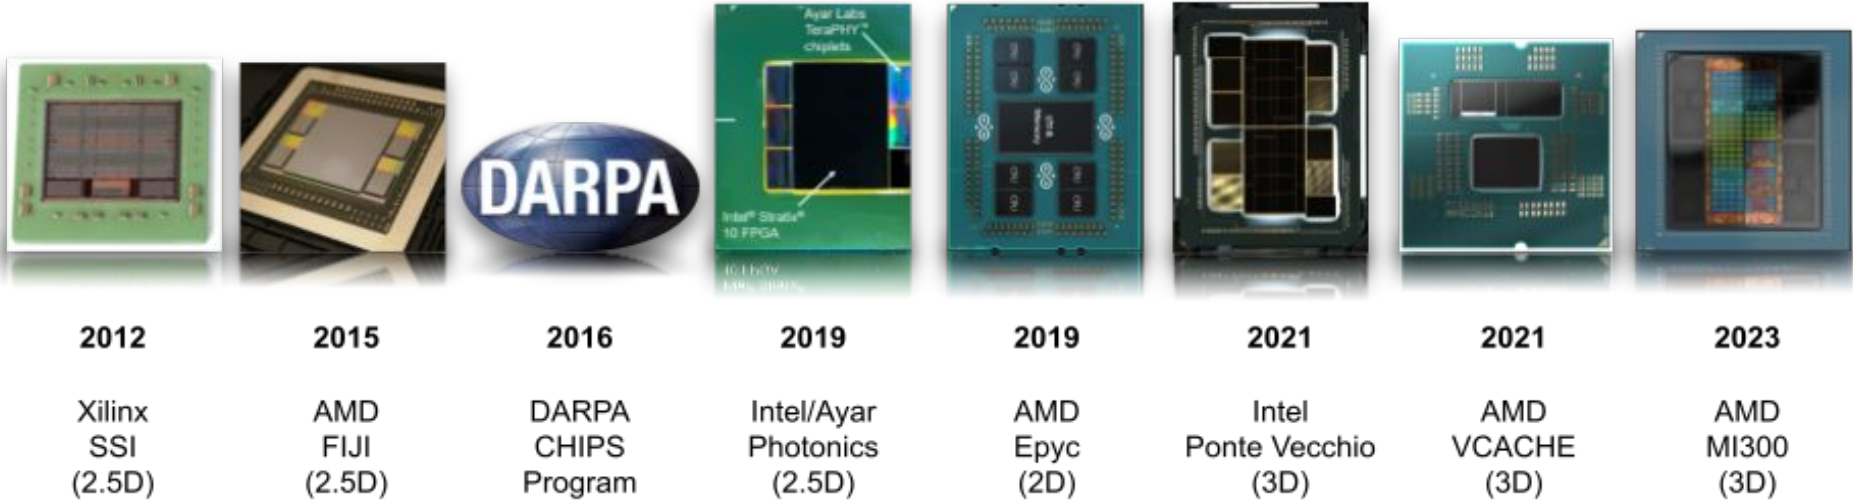 Ayar Labs
TeraPHY™
chiplets
DARPA
Intel® Stratix®
10 FPGA
2012
Xilinx
SSI
(2.5D)
2015
AMD
FIJI
(2.5D)
2016
DARPA
CHIPS
Program
2019
Intel/Ayar
Photonics
(2.5D)
2019
AMD
Epyc
(2D)
2021
Intel
Ponte Vecchio
(3D)
2021
AMD
VCACHE
(3D)
2023
AMD
MI300
(3D)